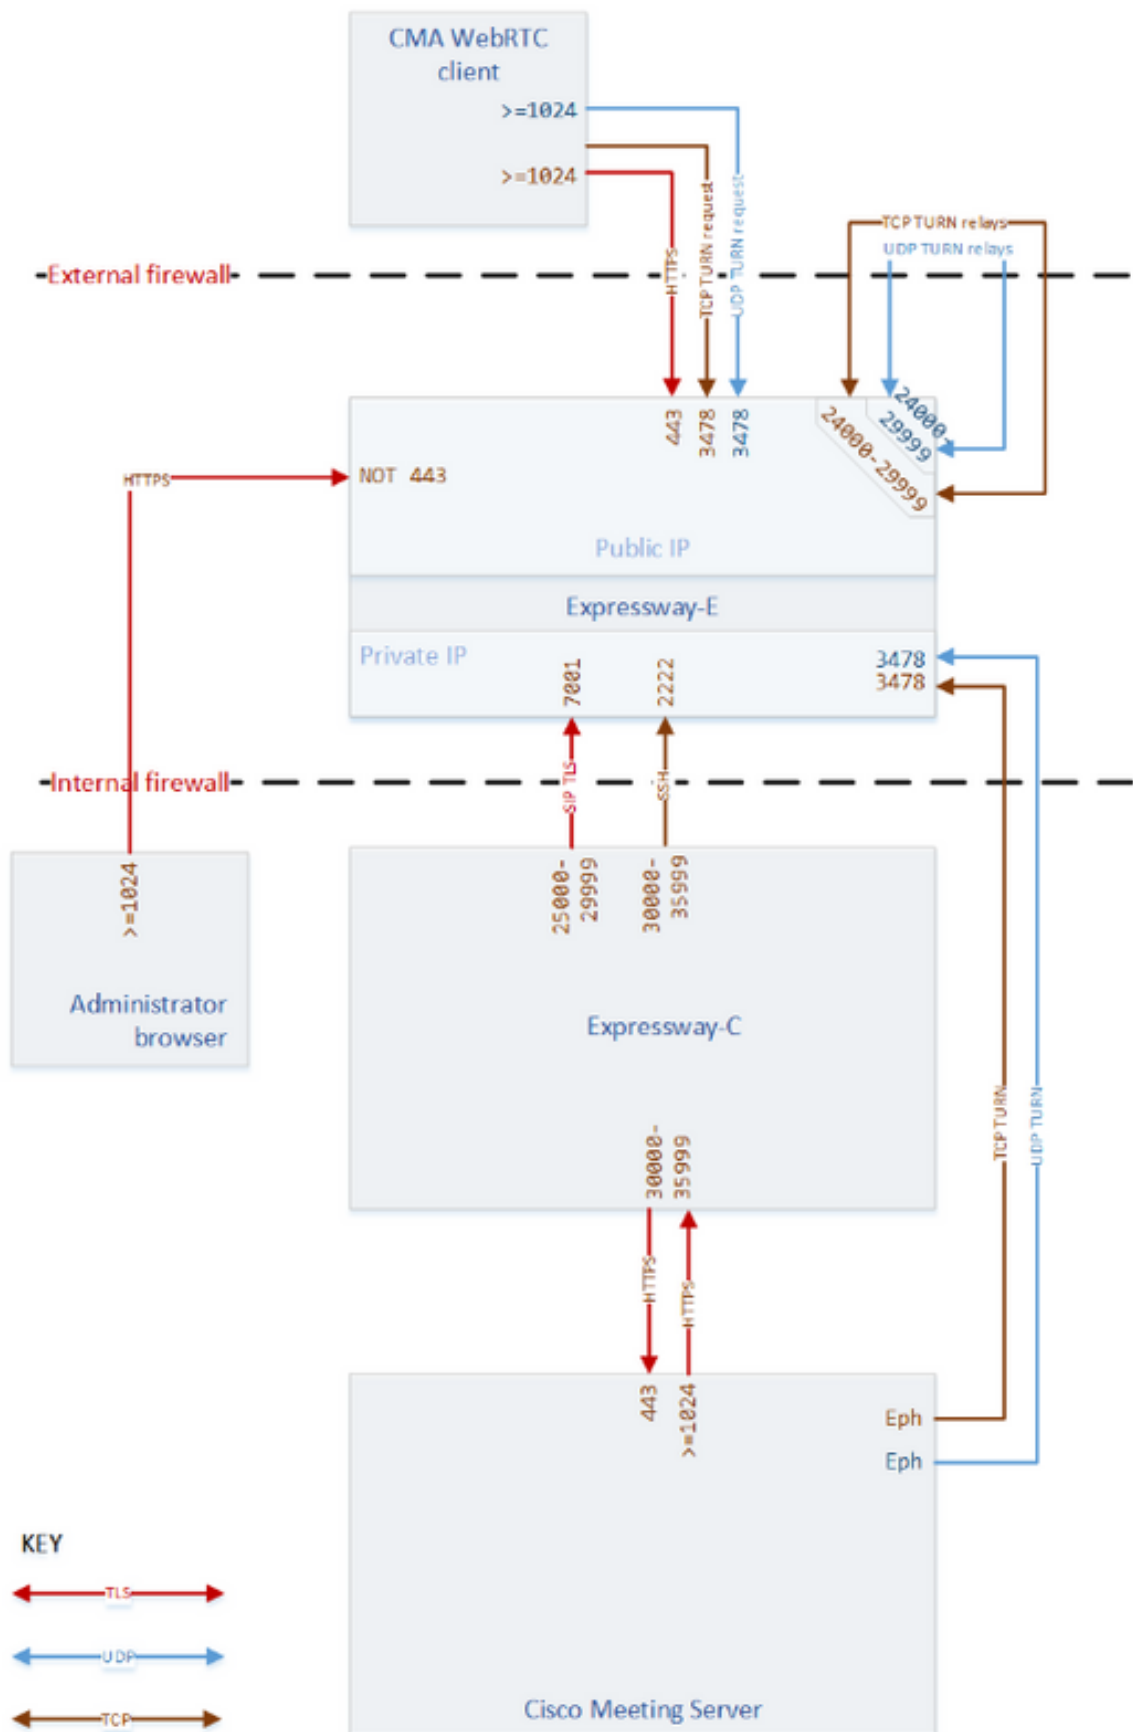 CMA WebRTC
client
>=1024
>=1024
HTTPS
TCP TURN request
UDP TURN request
TCP TURN relays
UDP TURN relays
External firewall
443
3478
3478
24000-29999
24000-
29999
HTTPS
NOT 443
Public IP
Expressway-E
Private IP
7001
2222
3478
3478
Internal firewall
SIP TLS
SSH
>=1024
Administrator
browser
25000-
29999
30000-
35999
Expressway-C
30000-
35999
TCP TURN
UDP TURN
HTTPS
HTTPS
443
>=1024
Eph
Eph
Cisco Meeting Server
KEY
TLS
UDP
TCP